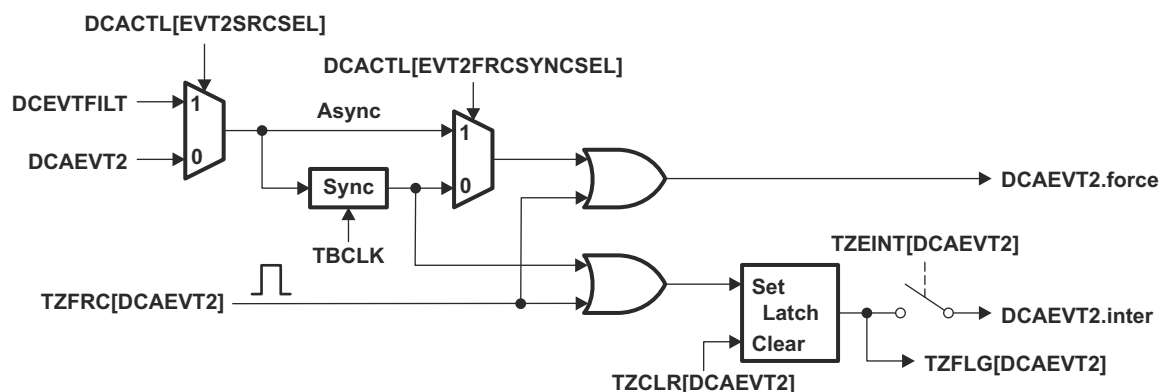 DCACTL[EVT2SRCSEL]
DCACTL[EVT2FRCSYNCSEL]
DCEVTFILT
1
Async
1
DCAEVT2
0
Sync
0
DCAEVT2.force
TBCLK
TZEINT[DCAEVT2]
TZFRC[DCAEVT2]
Set
Latch
DCAEVT2.inter
Clear
TZFLG[DCAEVT2]
TZCLR[DCAEVT2]